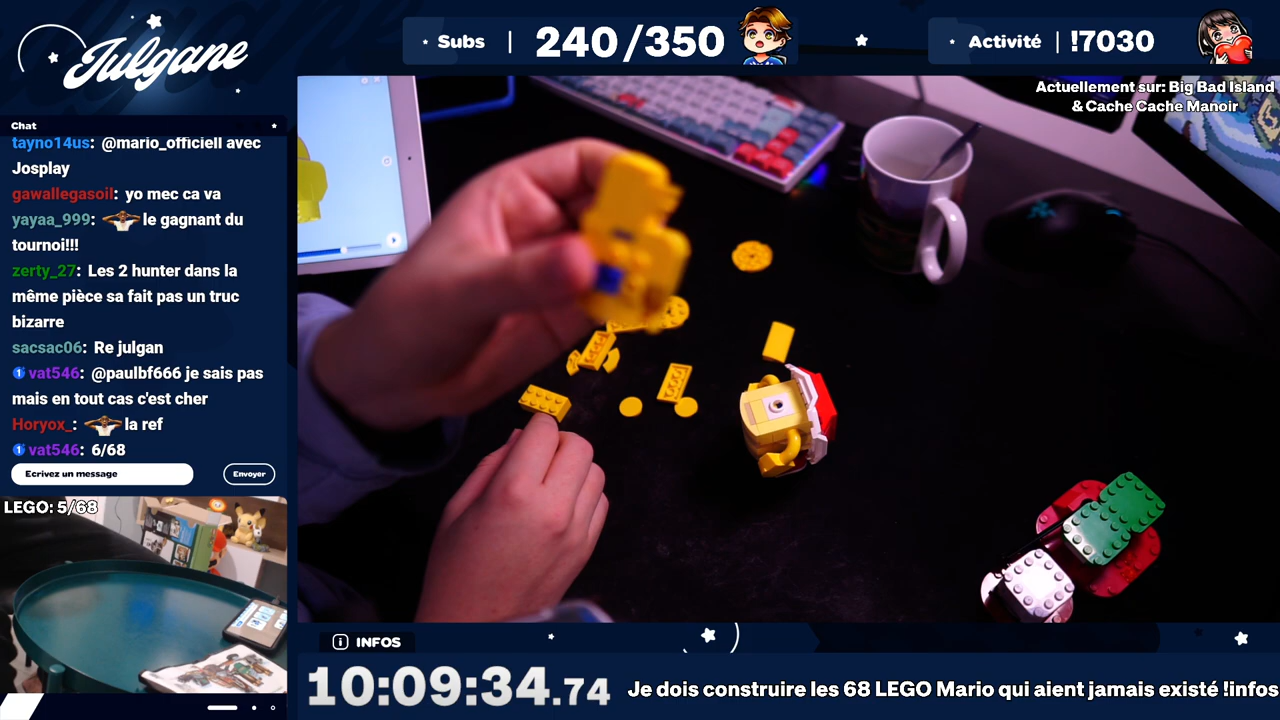 Julgane
Subs | 240/350
Activité | !7030
Actuellement sur: Big Bad Island
& Cache Cache Manoir
Chat
tayno14us: @mario_officiell avec
Josplay
gawallegasoil: yo mec ca va
yayaa_999: le gagnant du
tournoi!!!
zerty_27: Les 2 hunter dans la
même pièce sa fait pas un truc
bizarre
sacsac06: Re julgan
1 vat546: @paulbf666 je sais pas
mais en tout cas c'est cher
Horyox_: la ref
1 vat546: 6/68
Ecrivez un message
Envoyer
LEGO: 5/68
i INFOS
10:09:34.74
Je dois construire les 68 LEGO Mario qui aient jamais existé !infos